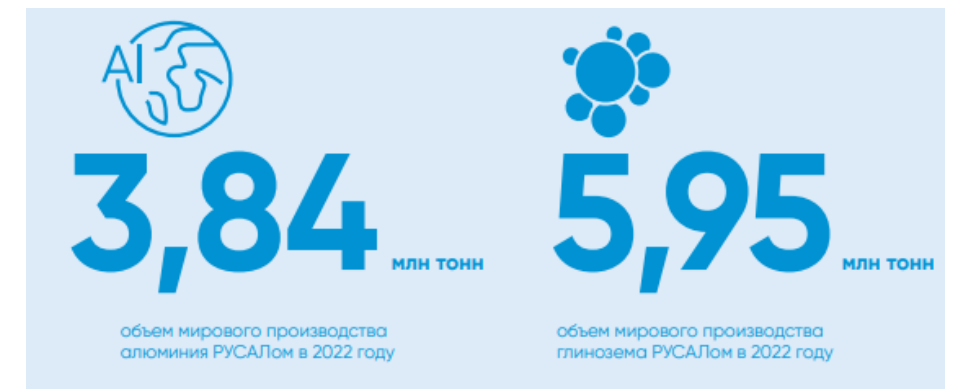 Al
3,84 млн тонн
объем мирового производства
алюминия РУСАЛом в 2022 году
5,95 млн тонн
объем мирового производства
глинозема РУСАЛом в 2022 году